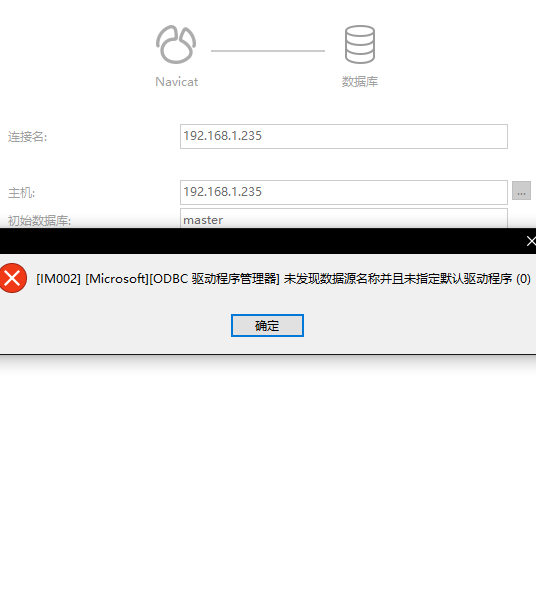 Navicat
数据库
连接名:
192.168.1.235
主机:
192.168.1.235
...
初始数据库:
master
[IM002] [Microsoft][ODBC 驱动程序管理器] 未发现数据源名称并且未指定默认驱动程序 (0)
确定